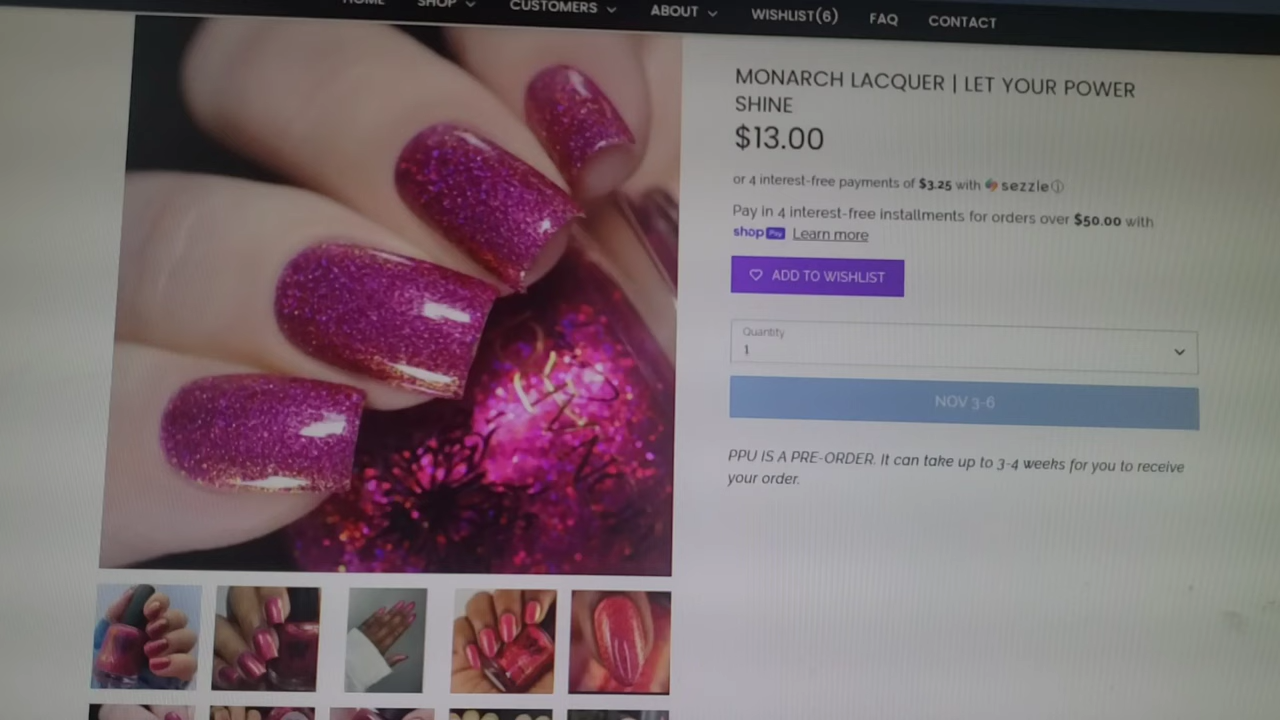 HOME SHOP CUSTOMERS ABOUT WISHLIST(6) FAQ CONTACT
MONARCH LACQUER | LET YOUR POWER
SHINE
$13.00
or 4 interest-free payments of $3.25 with sezzle
Pay in 4 interest-free installments for orders over $50.00 with
shop Pay Learn more
ADD TO WISHLIST
Quantity
1
NOV 3-6
PPU IS A PRE-ORDER. It can take up to 3-4 weeks for you to receive
your order.